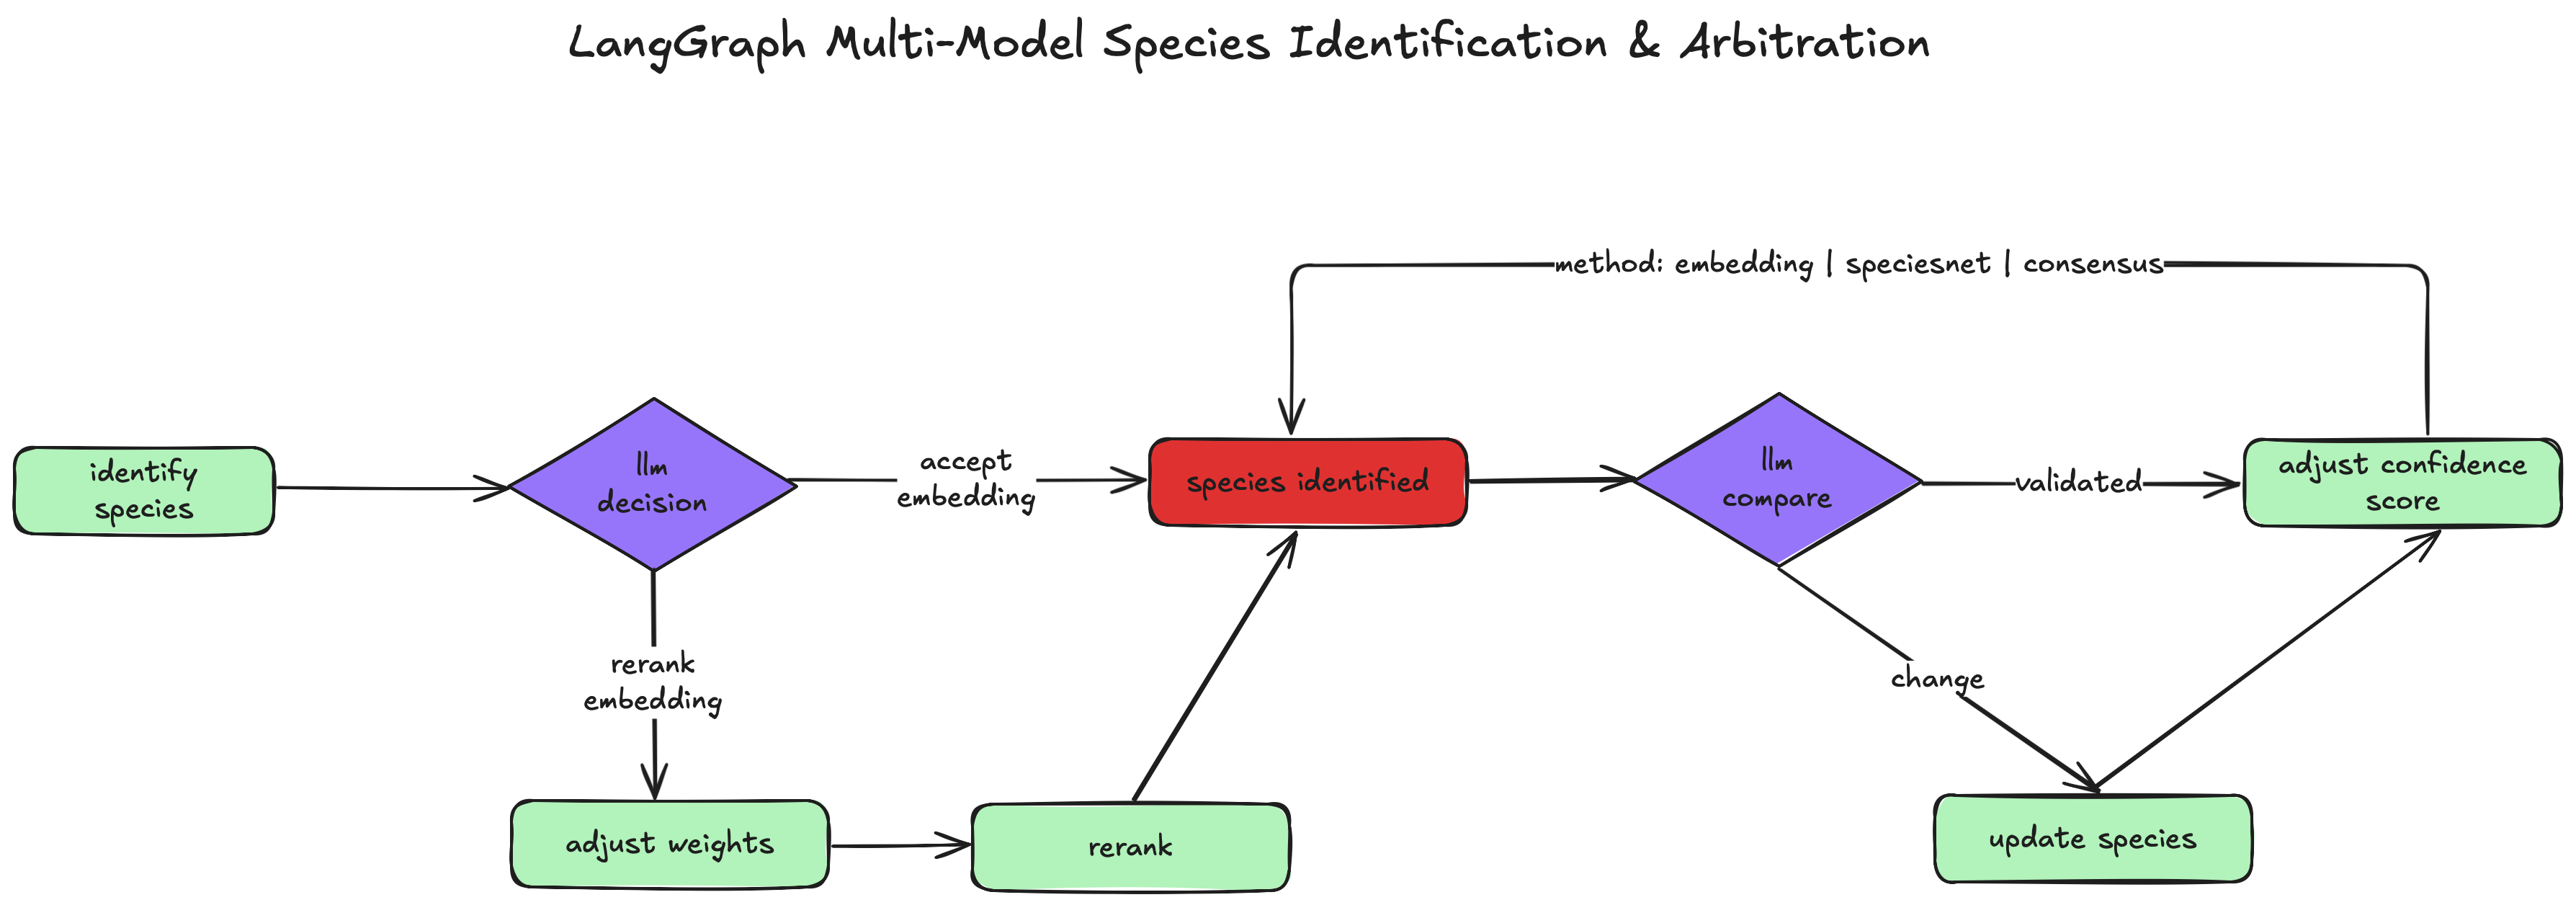 LangGraph Multi-Model Species Identification & Arbitration
method: embedding | speciesnet | consensus
identify
species
llm
decision
accept
embedding
species identified
llm
compare
validated
adjust confidence
score
rerank
embedding
change
adjust weights
rerank
update species